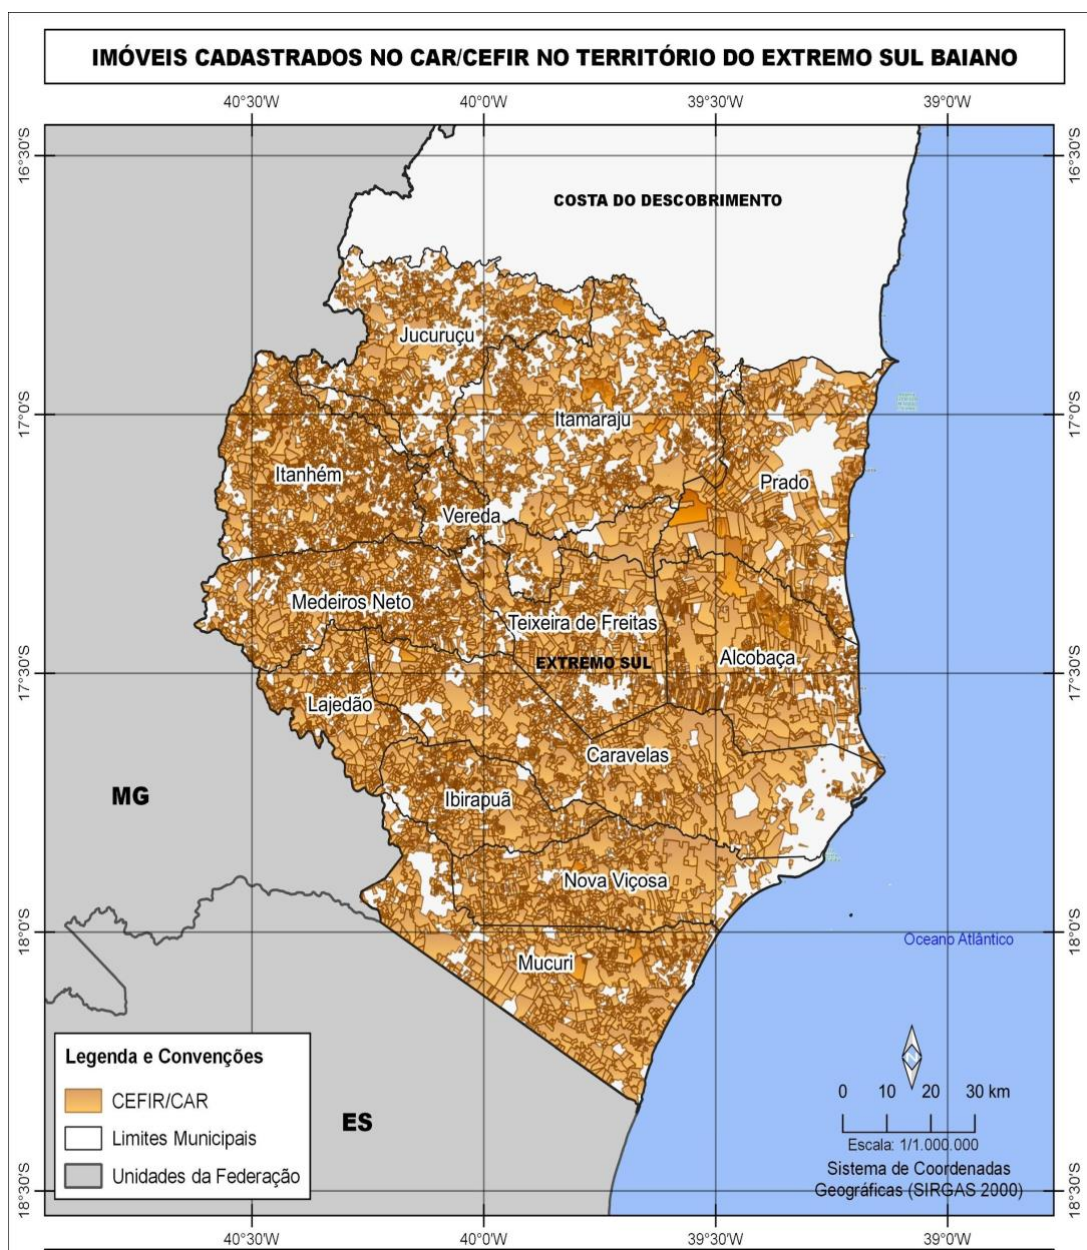 IMÓVEIS CADASTRADOS NO CAR/CEFIR NO TERRITÓRIO DO EXTREMO SUL BAIANO
40°30'W 40°0'W 39°30'W 39°0'W
16°30'S 16°30'S
COSTA DO DESCOBRIMENTO
Jucuruçu
17°0'S 17°0'S
Itamaraju
Itanhém
Prado
Vereda
Medeiros Neto
Teixeira de Freitas
EXTREMO SUL
Alcobaça
17°30'S 17°30'S
Lajedão
Caravelas
MG
Ibirapuã
Nova Viçosa
18°0'S 18°0'S
Oceano Atlântico
Mucuri
Legenda e Convenções
CEFIR/CAR
Limites Municipais
Unidades da Federação
ES
N
0 10 20 30 km
Escala: 1/1.000.000
Sistema de Coordenadas
Geográficas (SIRGAS 2000)
18°30'S 18°30'S
40°30'W 40°0'W 39°30'W 39°0'W